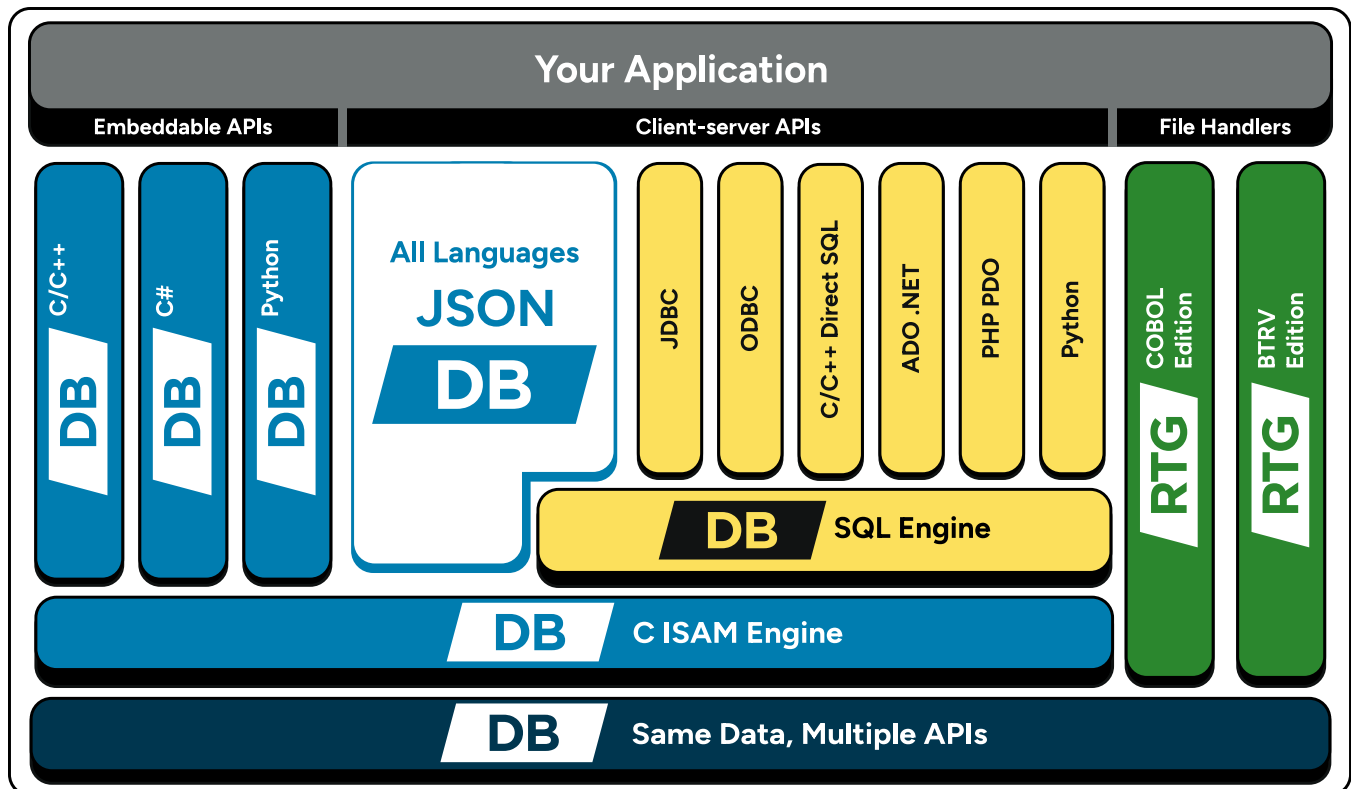 Your Application
Embeddable APIs
Client-server APIs
File Handlers
C/C++
DB
C#
DB
Python
DB
All Languages
JSON
DB
JDBC
ODBC
C/C++ Direct SQL
ADO .NET
PHP PDO
Python
COBOL
Edition
RTG
BTRV
Edition
RTG
DB SQL Engine
DB C ISAM Engine
DB Same Data, Multiple APIs